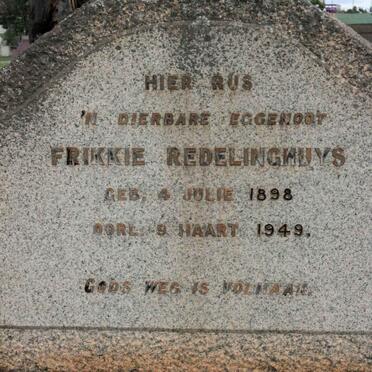 HIER RUS
'N DIERBARE EGGENOOT
FRIKKIE REDELINGHUYS
GEB. 4 JULIE 1898
OORL. 9 MAART 1949.
GODS WEG IS VOLMAAK.